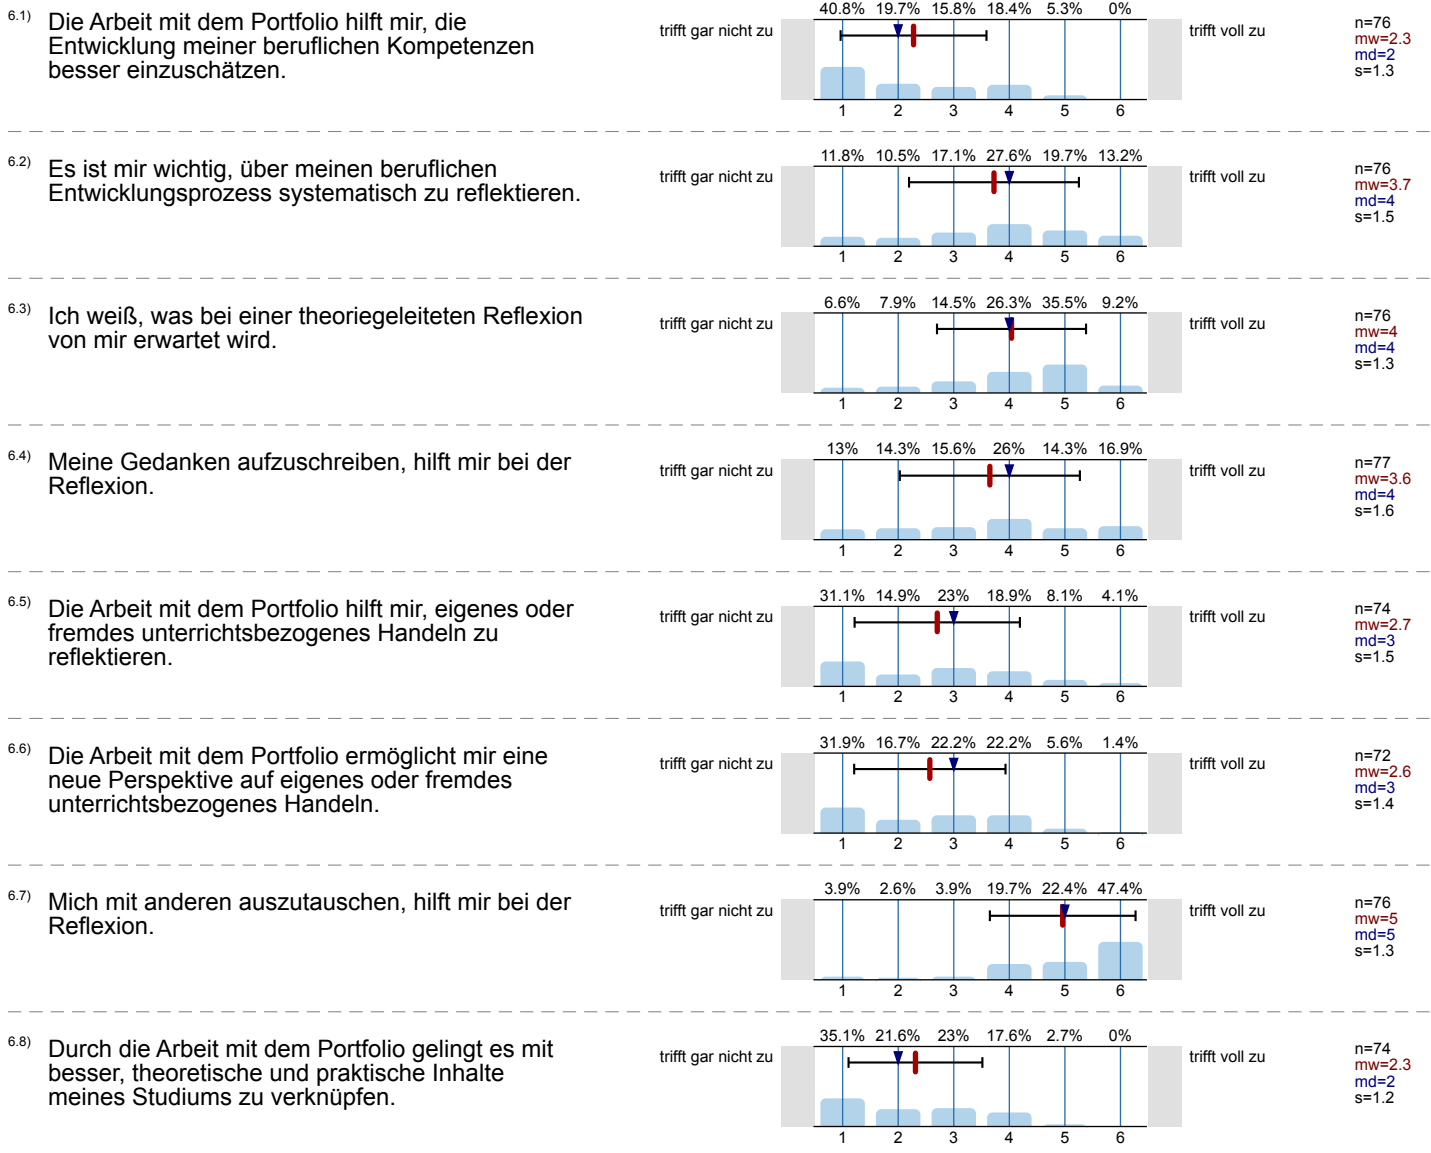 6.1) Die Arbeit mit dem Portfolio hilft mir, die
Entwicklung meiner beruflichen Kompetenzen
besser einzuschätzen.
trifft gar nicht zu
40.8% 19.7% 15.8% 18.4% 5.3% 0%
1 2 3 4 5 6
trifft voll zu
n=76
mw=2.3
md=2
s=1.3
6.2) Es ist mir wichtig, über meinen beruflichen
Entwicklungsprozess systematisch zu reflektieren.
trifft gar nicht zu
11.8% 10.5% 17.1% 27.6% 19.7% 13.2%
1 2 3 4 5 6
trifft voll zu
n=76
mw=3.7
md=4
s=1.5
6.3) Ich weiß, was bei einer theoriegeleiteten Reflexion
von mir erwartet wird.
trifft gar nicht zu
6.6% 7.9% 14.5% 26.3% 35.5% 9.2%
1 2 3 4 5 6
trifft voll zu
n=76
mw=4
md=4
s=1.3
6.4) Meine Gedanken aufzuschreiben, hilft mir bei der
Reflexion.
trifft gar nicht zu
13% 14.3% 15.6% 26% 14.3% 16.9%
1 2 3 4 5 6
trifft voll zu
n=77
mw=3.6
md=4
s=1.6
6.5) Die Arbeit mit dem Portfolio hilft mir, eigenes oder
fremdes unterrichtsbezogenes Handeln zu
reflektieren.
trifft gar nicht zu
31.1% 14.9% 23% 18.9% 8.1% 4.1%
1 2 3 4 5 6
trifft voll zu
n=74
mw=2.7
md=3
s=1.5
6.6) Die Arbeit mit dem Portfolio ermöglicht mir eine
neue Perspektive auf eigenes oder fremdes
unterrichtsbezogenes Handeln.
trifft gar nicht zu
31.9% 16.7% 22.2% 22.2% 5.6% 1.4%
1 2 3 4 5 6
trifft voll zu
n=72
mw=2.6
md=3
s=1.4
6.7) Mich mit anderen auszutauschen, hilft mir bei der
Reflexion.
trifft gar nicht zu
3.9% 2.6% 3.9% 19.7% 22.4% 47.4%
1 2 3 4 5 6
trifft voll zu
n=76
mw=5
md=5
s=1.3
6.8) Durch die Arbeit mit dem Portfolio gelingt es mit
besser, theoretische und praktische Inhalte
meines Studiums zu verknüpfen.
trifft gar nicht zu
35.1% 21.6% 23% 17.6% 2.7% 0%
1 2 3 4 5 6
trifft voll zu
n=74
mw=2.3
md=2
s=1.2